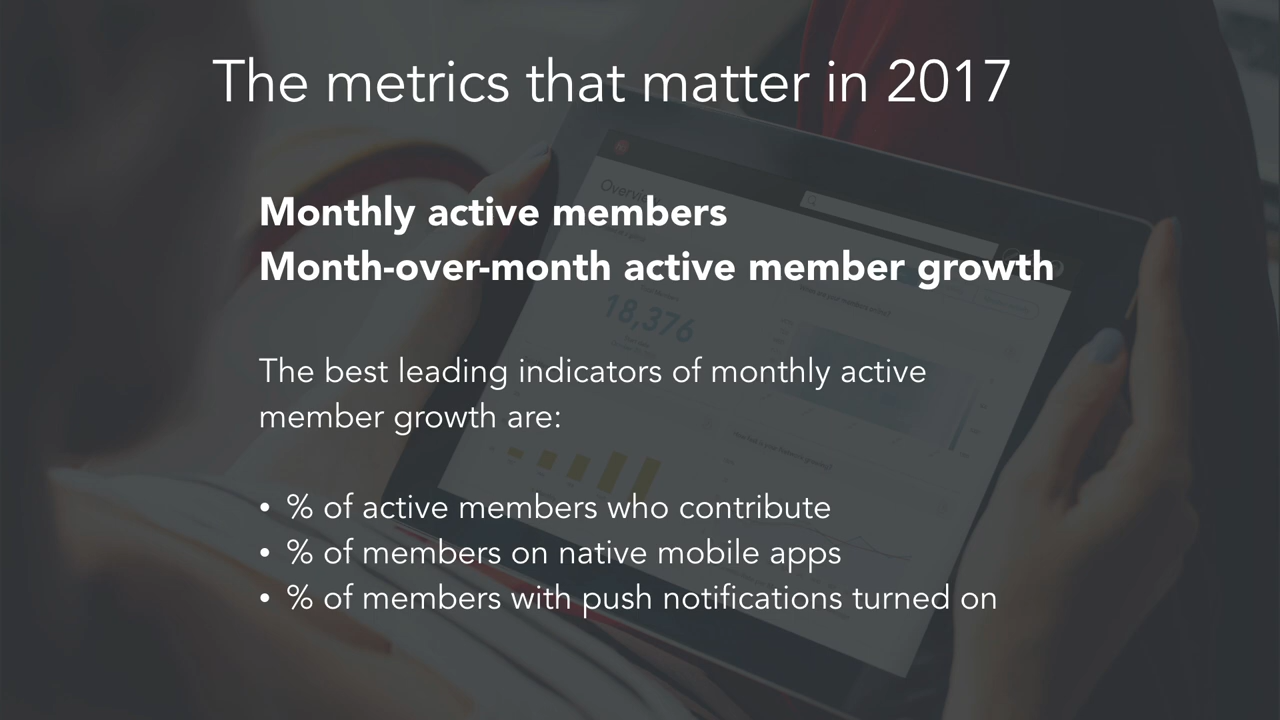 The metrics that matter in 2017
Monthly active members
Month-over-month active member growth
The best leading indicators of monthly active
member growth are:
• % of active members who contribute
• % of members on native mobile apps
• % of members with push notifications turned on
18,376